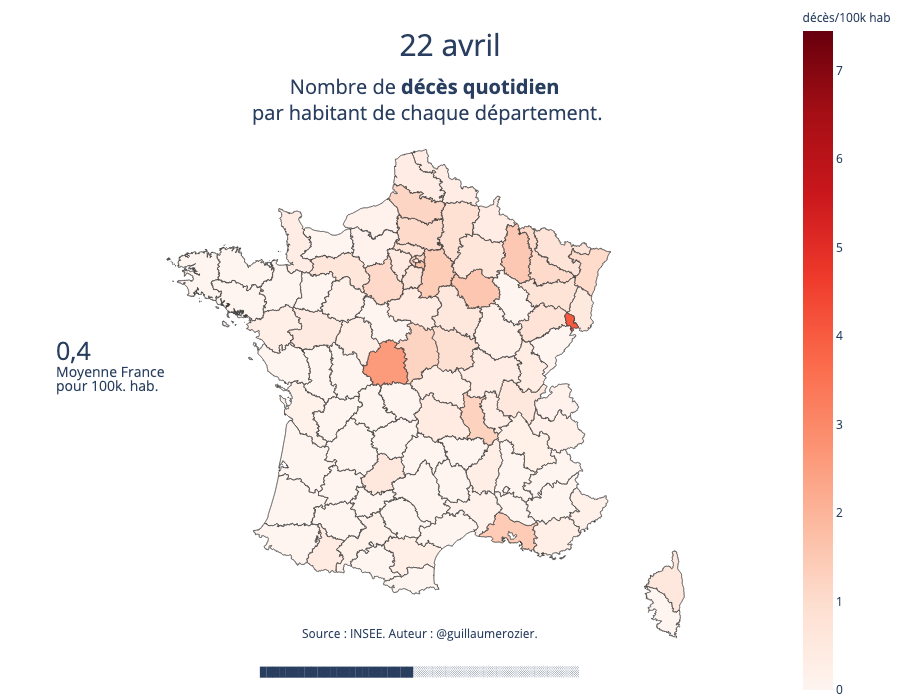 décès/100k hab
22 avril
Nombre de décès quotidien
par habitant de chaque département.
7
6
5
4
3
2
1
0
0,4
Moyenne France
pour 100k. hab.
Source : INSEE. Auteur : @guillaumerozier.